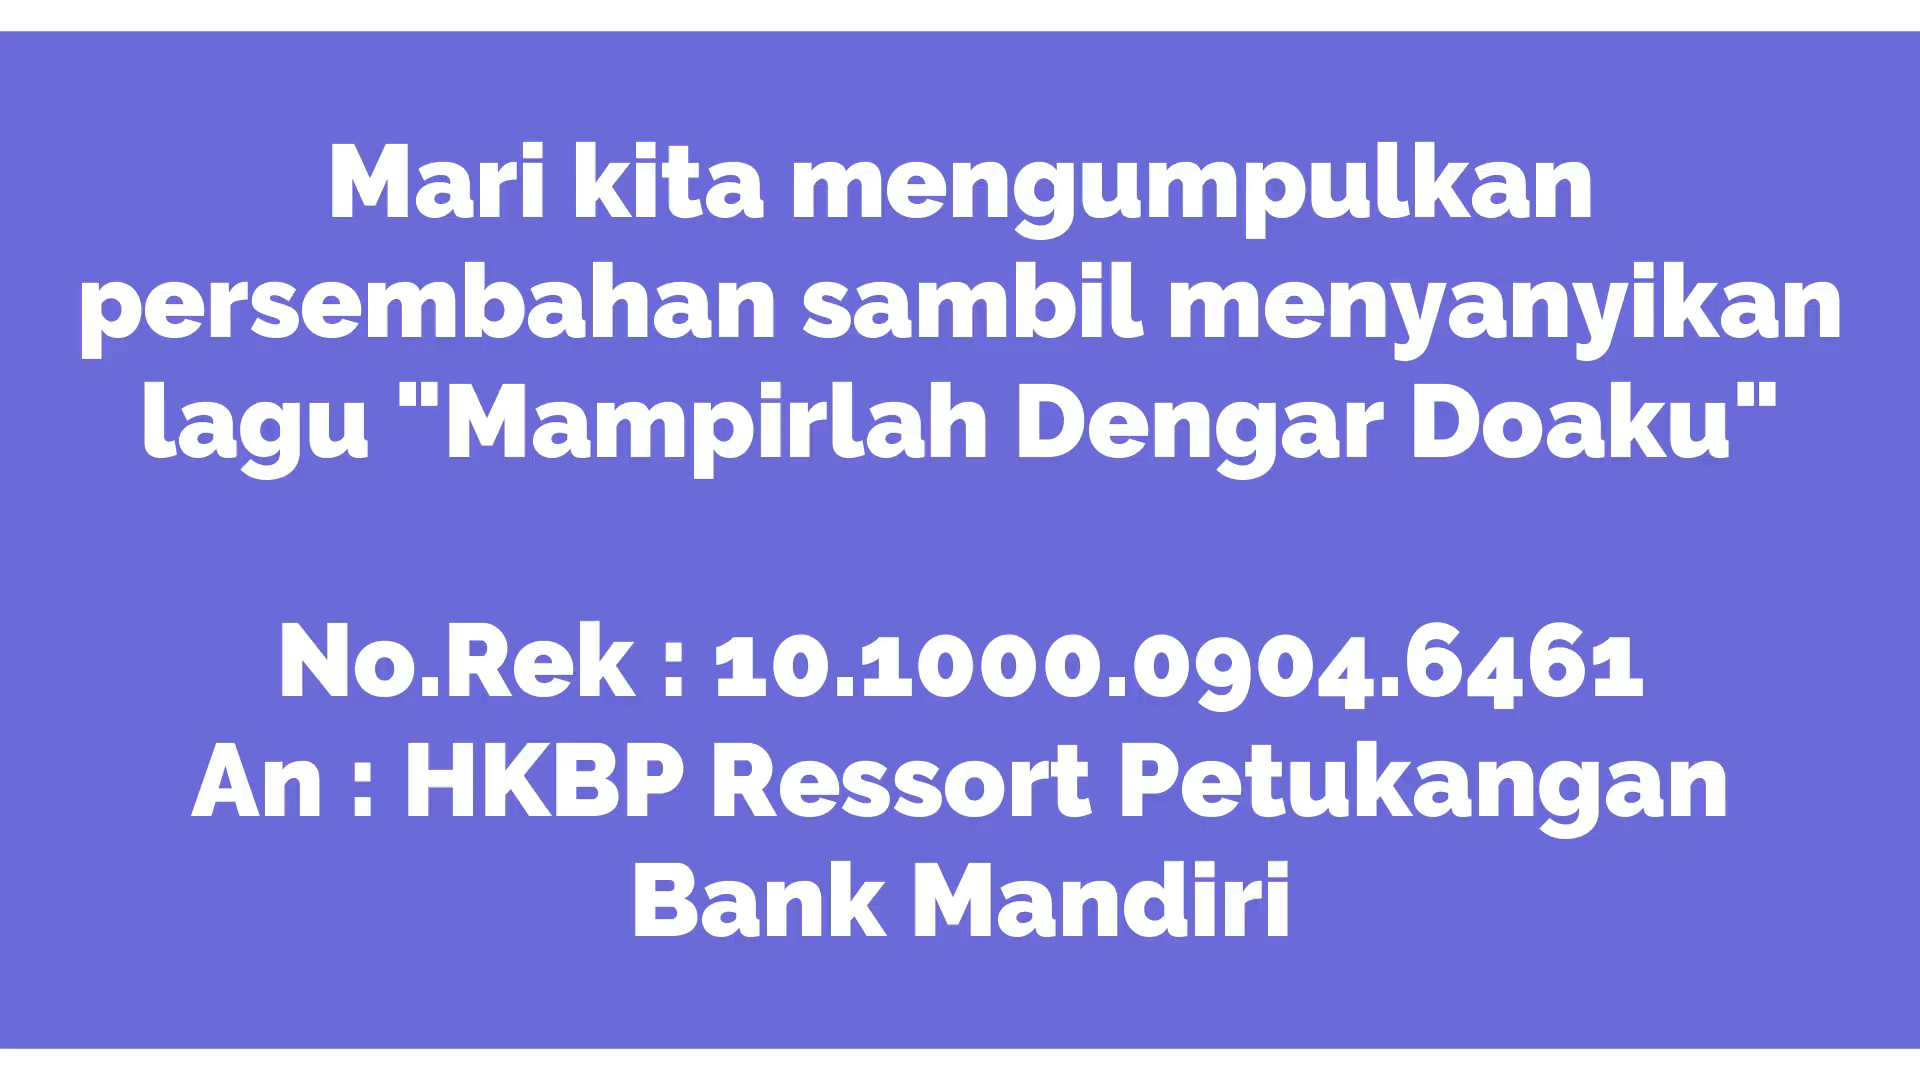 Mari kita mengumpulkan
persembahan sambil menyanyikan
lagu "Mampirlah Dengar Doaku"
No.Rek : 10.1000.0904.6461
An : HKBP Ressort Petukangan
Bank Mandiri